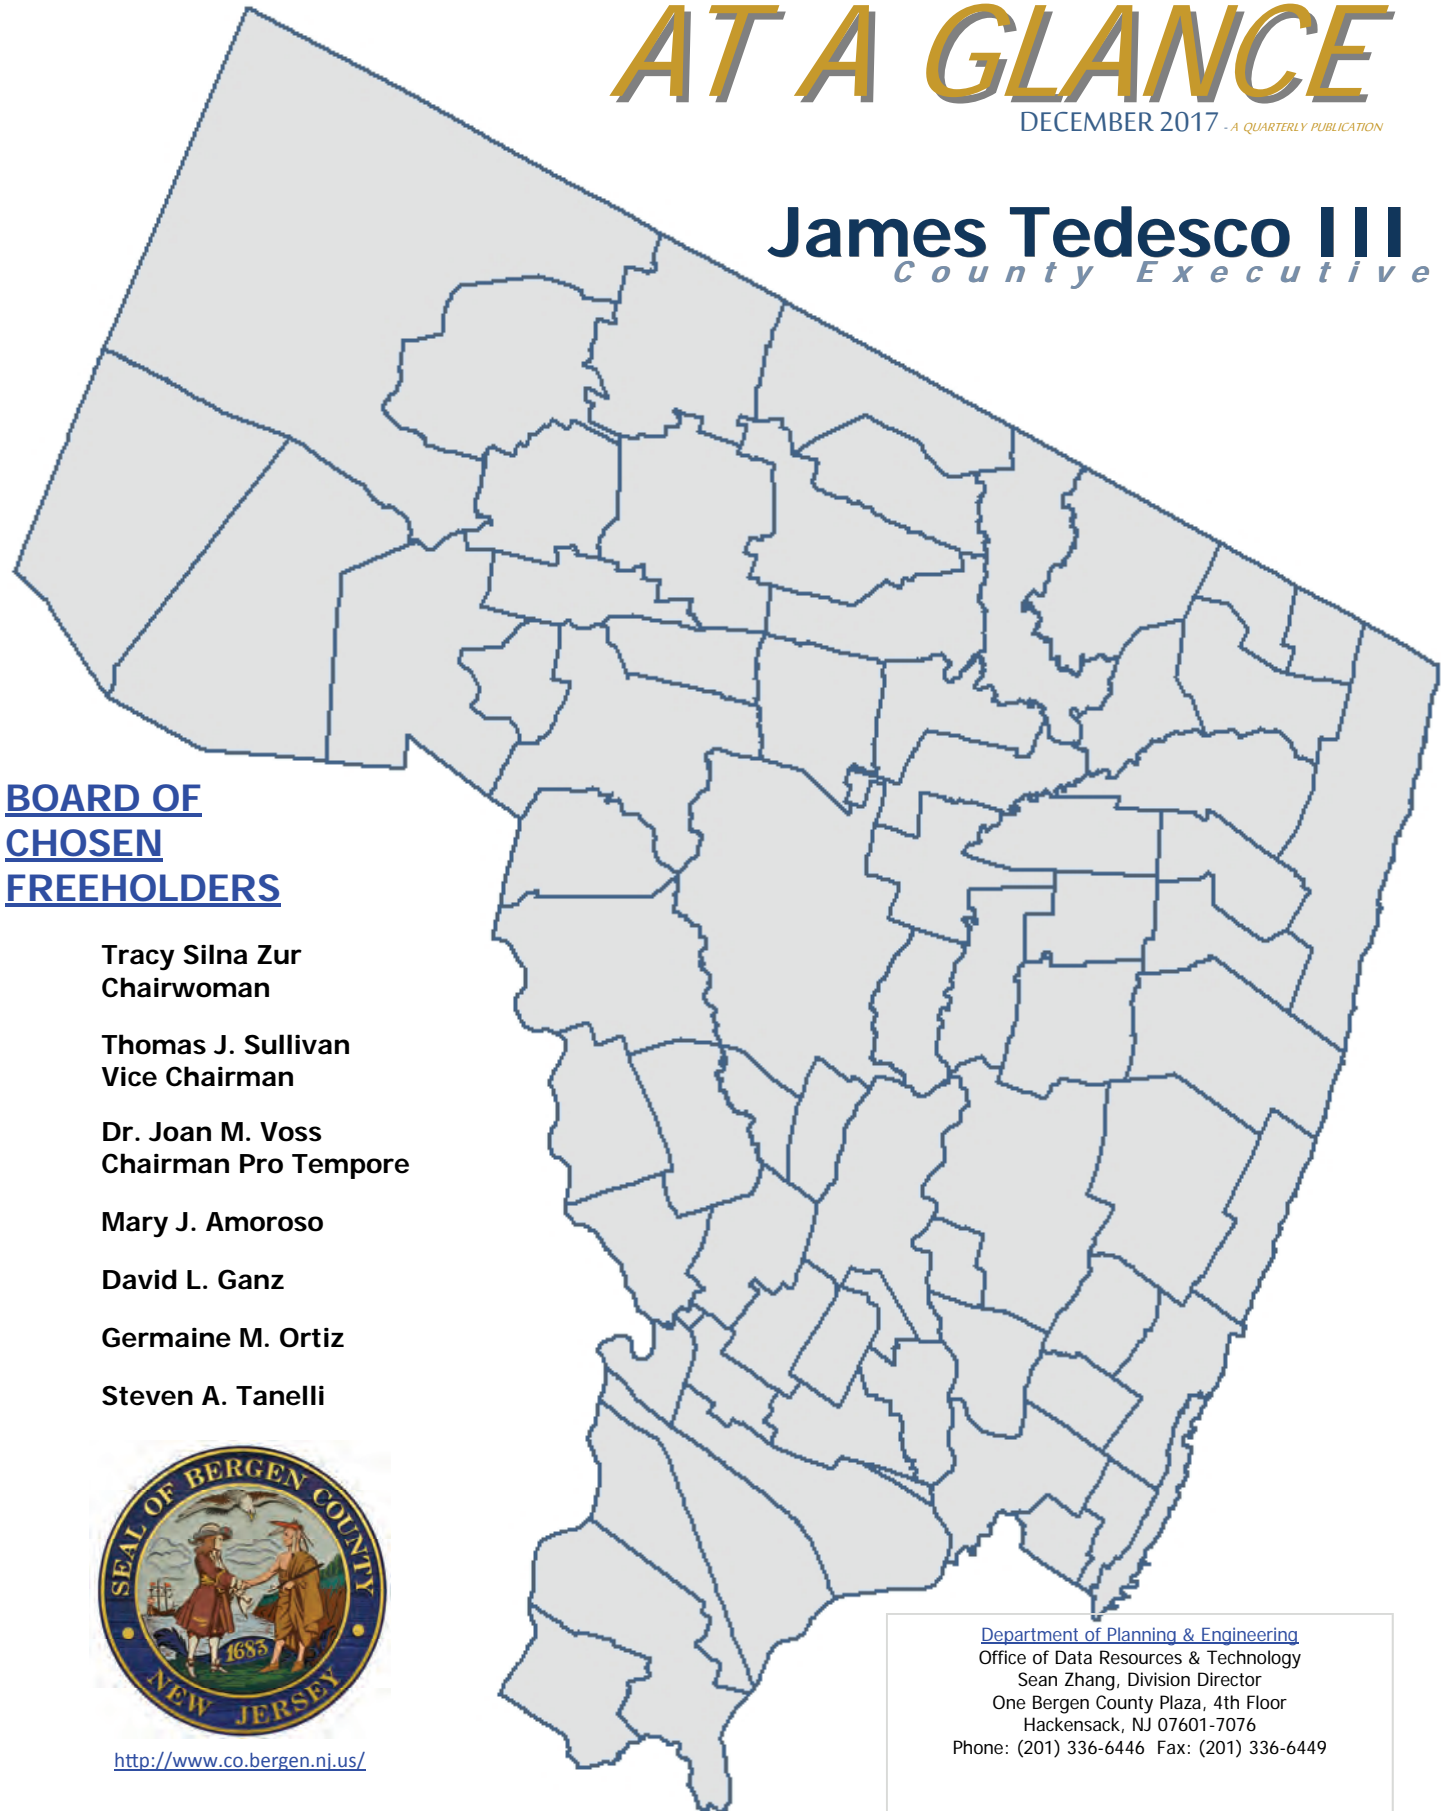 AT A GLANCE
DECEMBER 2017 - A QUARTERLY PUBLICATION
James Tedesco III
County Executive
BOARD OF
CHOSEN
FREEHOLDERS
Tracy Silna Zur
Chairwoman
Thomas J. Sullivan
Vice Chairman
Dr. Joan M. Voss
Chairman Pro Tempore
Mary J. Amoroso
David L. Ganz
Germaine M. Ortiz
Steven A. Tanelli
SEAL OF BERGEN COUNTY
1683
NEW JERSEY
http://www.co.bergen.nj.us/
Department of Planning & Engineering
Office of Data Resources & Technology
Sean Zhang, Division Director
One Bergen County Plaza, 4th Floor
Hackensack, NJ 07601-7076
Phone: (201) 336-6446 Fax: (201) 336-6449